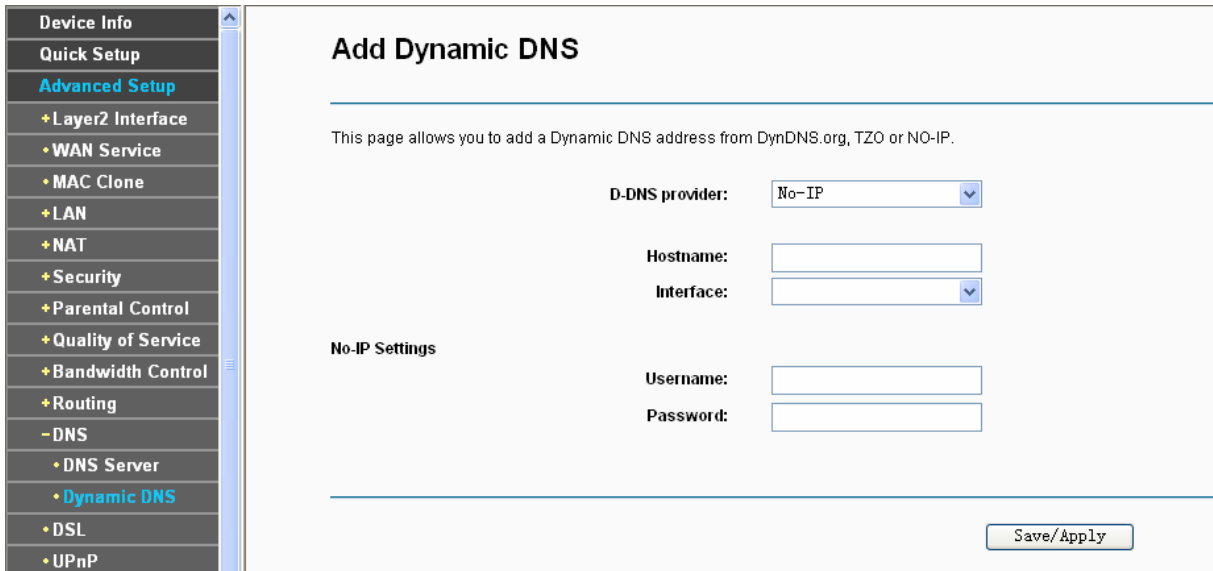 Device Info
Quick Setup
Advanced Setup
+Layer2 Interface
•WAN Service
•MAC Clone
+LAN
+NAT
+Security
+Parental Control
+Quality of Service
+Bandwidth Control
+Routing
-DNS
•DNS Server
•Dynamic DNS
•DSL
•UPnP
Add Dynamic DNS
This page allows you to add a Dynamic DNS address from DynDNS.org, TZO or NO-IP.
D-DNS provider: No-IP
Hostname:
Interface:
No-IP Settings
Username:
Password:
Save/Apply